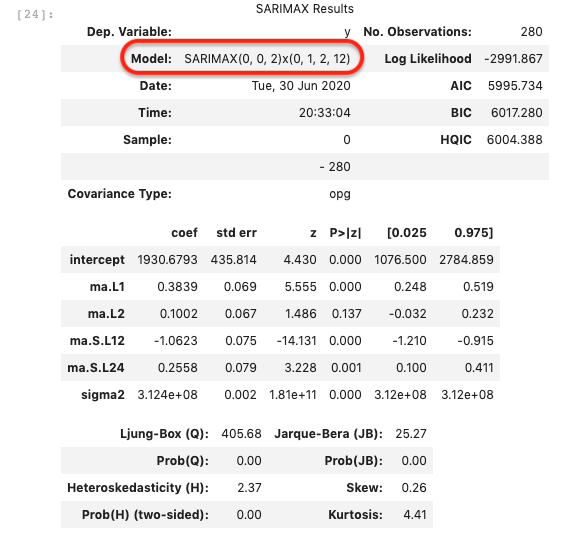 [24]:
SARIMAX Results
Dep. Variable: y No. Observations: 280
Model: SARIMAX(0, 0, 2)x(0, 1, 2, 12) Log Likelihood -2991.867
Date: Tue, 30 Jun 2020 AIC 5995.734
Time: 20:33:04 BIC 6017.280
Sample: 0 HQIC 6004.388
- 280
Covariance Type: opg
coef std err z P>|z| [0.025 0.975]
intercept 1930.6793 435.814 4.430 0.000 1076.500 2784.859
ma.L1 0.3839 0.069 5.555 0.000 0.248 0.519
ma.L2 0.1002 0.067 1.486 0.137 -0.032 0.232
ma.S.L12 -1.0623 0.075 -14.131 0.000 -1.210 -0.915
ma.S.L24 0.2558 0.079 3.228 0.001 0.100 0.411
sigma2 3.124e+08 0.002 1.81e+11 0.000 3.12e+08 3.12e+08
Ljung-Box (Q): 405.68 Jarque-Bera (JB): 25.27
Prob(Q): 0.00 Prob(JB): 0.00
Heteroskedasticity (H): 2.37 Skew: 0.26
Prob(H) (two-sided): 0.00 Kurtosis: 4.41